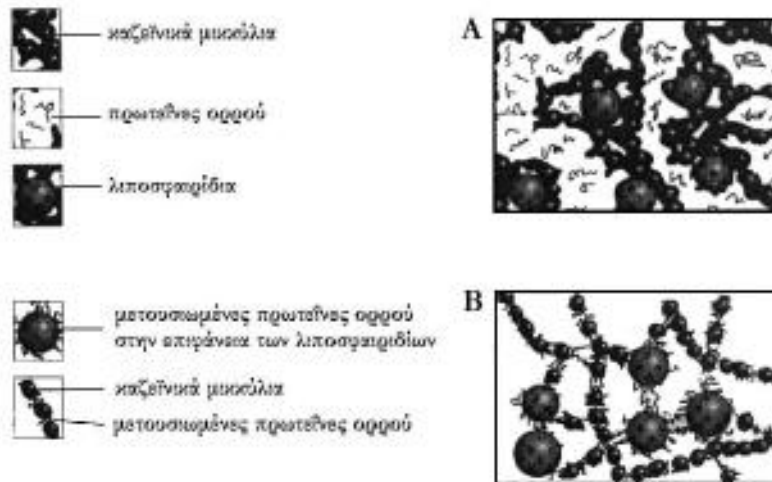 καζεϊνικά μικκύλια
A
πρωτεΐνες ορρού
λιποσφαιρίδια
μετουσιωμένες πρωτεΐνες ορρού
στην επιφάνεια των λιποσφαιριδίων
B
καζεϊνικά μικκύλια
μετουσιωμένες πρωτεΐνες ορρού